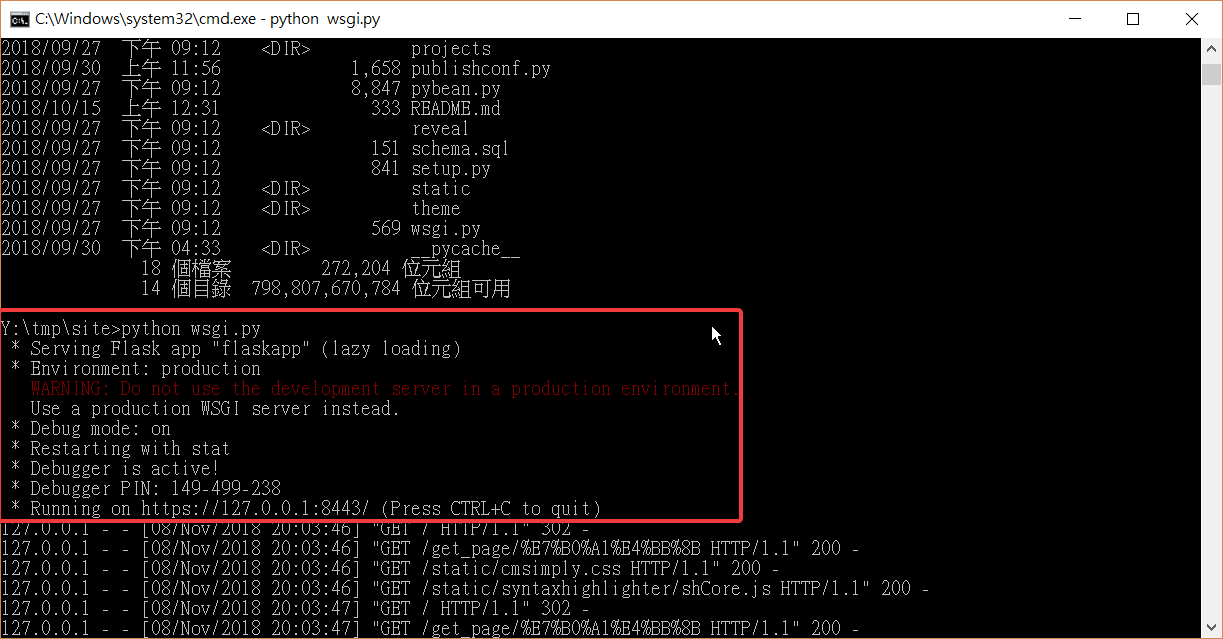 C:\Windows\system32\cmd.exe - python  wsgi.py
2018/09/27  下午 09:12    <DIR>          projects
2018/09/30  上午 11:56             1,658 publishconf.py
2018/09/27  下午 09:12             8,847 pybean.py
2018/10/15  上午 12:31               333 README.md
2018/09/27  下午 09:12    <DIR>          reveal
2018/09/27  下午 09:12               151 schema.sql
2018/09/27  下午 09:12               841 setup.py
2018/09/27  下午 09:12    <DIR>          static
2018/09/27  下午 09:12    <DIR>          theme
2018/09/27  下午 09:12               569 wsgi.py
2018/09/30  下午 04:33    <DIR>          __pycache__
              18 個檔案         272,204 位元組
              14 個目錄  798,807,670,784 位元組可用
Y:\tmp\site>python wsgi.py
 * Serving Flask app "flaskapp" (lazy loading)
 * Environment: production
   WARNING: Do not use the development server in a production environment.
   Use a production WSGI server instead.
 * Debug mode: on
 * Restarting with stat
 * Debugger is active!
 * Debugger PIN: 149-499-238
 * Running on https://127.0.0.1:8443/ (Press CTRL+C to quit)
127.0.0.1 - - [08/Nov/2018 20:03:46] "GET / HTTP/1.1" 302 -
127.0.0.1 - - [08/Nov/2018 20:03:46] "GET /get_page/%E7%B0%A1%E4%BB%8B HTTP/1.1" 200 -
127.0.0.1 - - [08/Nov/2018 20:03:46] "GET /static/cmsimply.css HTTP/1.1" 200 -
127.0.0.1 - - [08/Nov/2018 20:03:46] "GET /static/syntaxhighlighter/shCore.js HTTP/1.1" 200 -
127.0.0.1 - - [08/Nov/2018 20:03:47] "GET / HTTP/1.1" 302 -
127.0.0.1 - - [08/Nov/2018 20:03:47] "GET /get_page/%E7%B0%A1%E4%BB%8B HTTP/1.1" 200 -